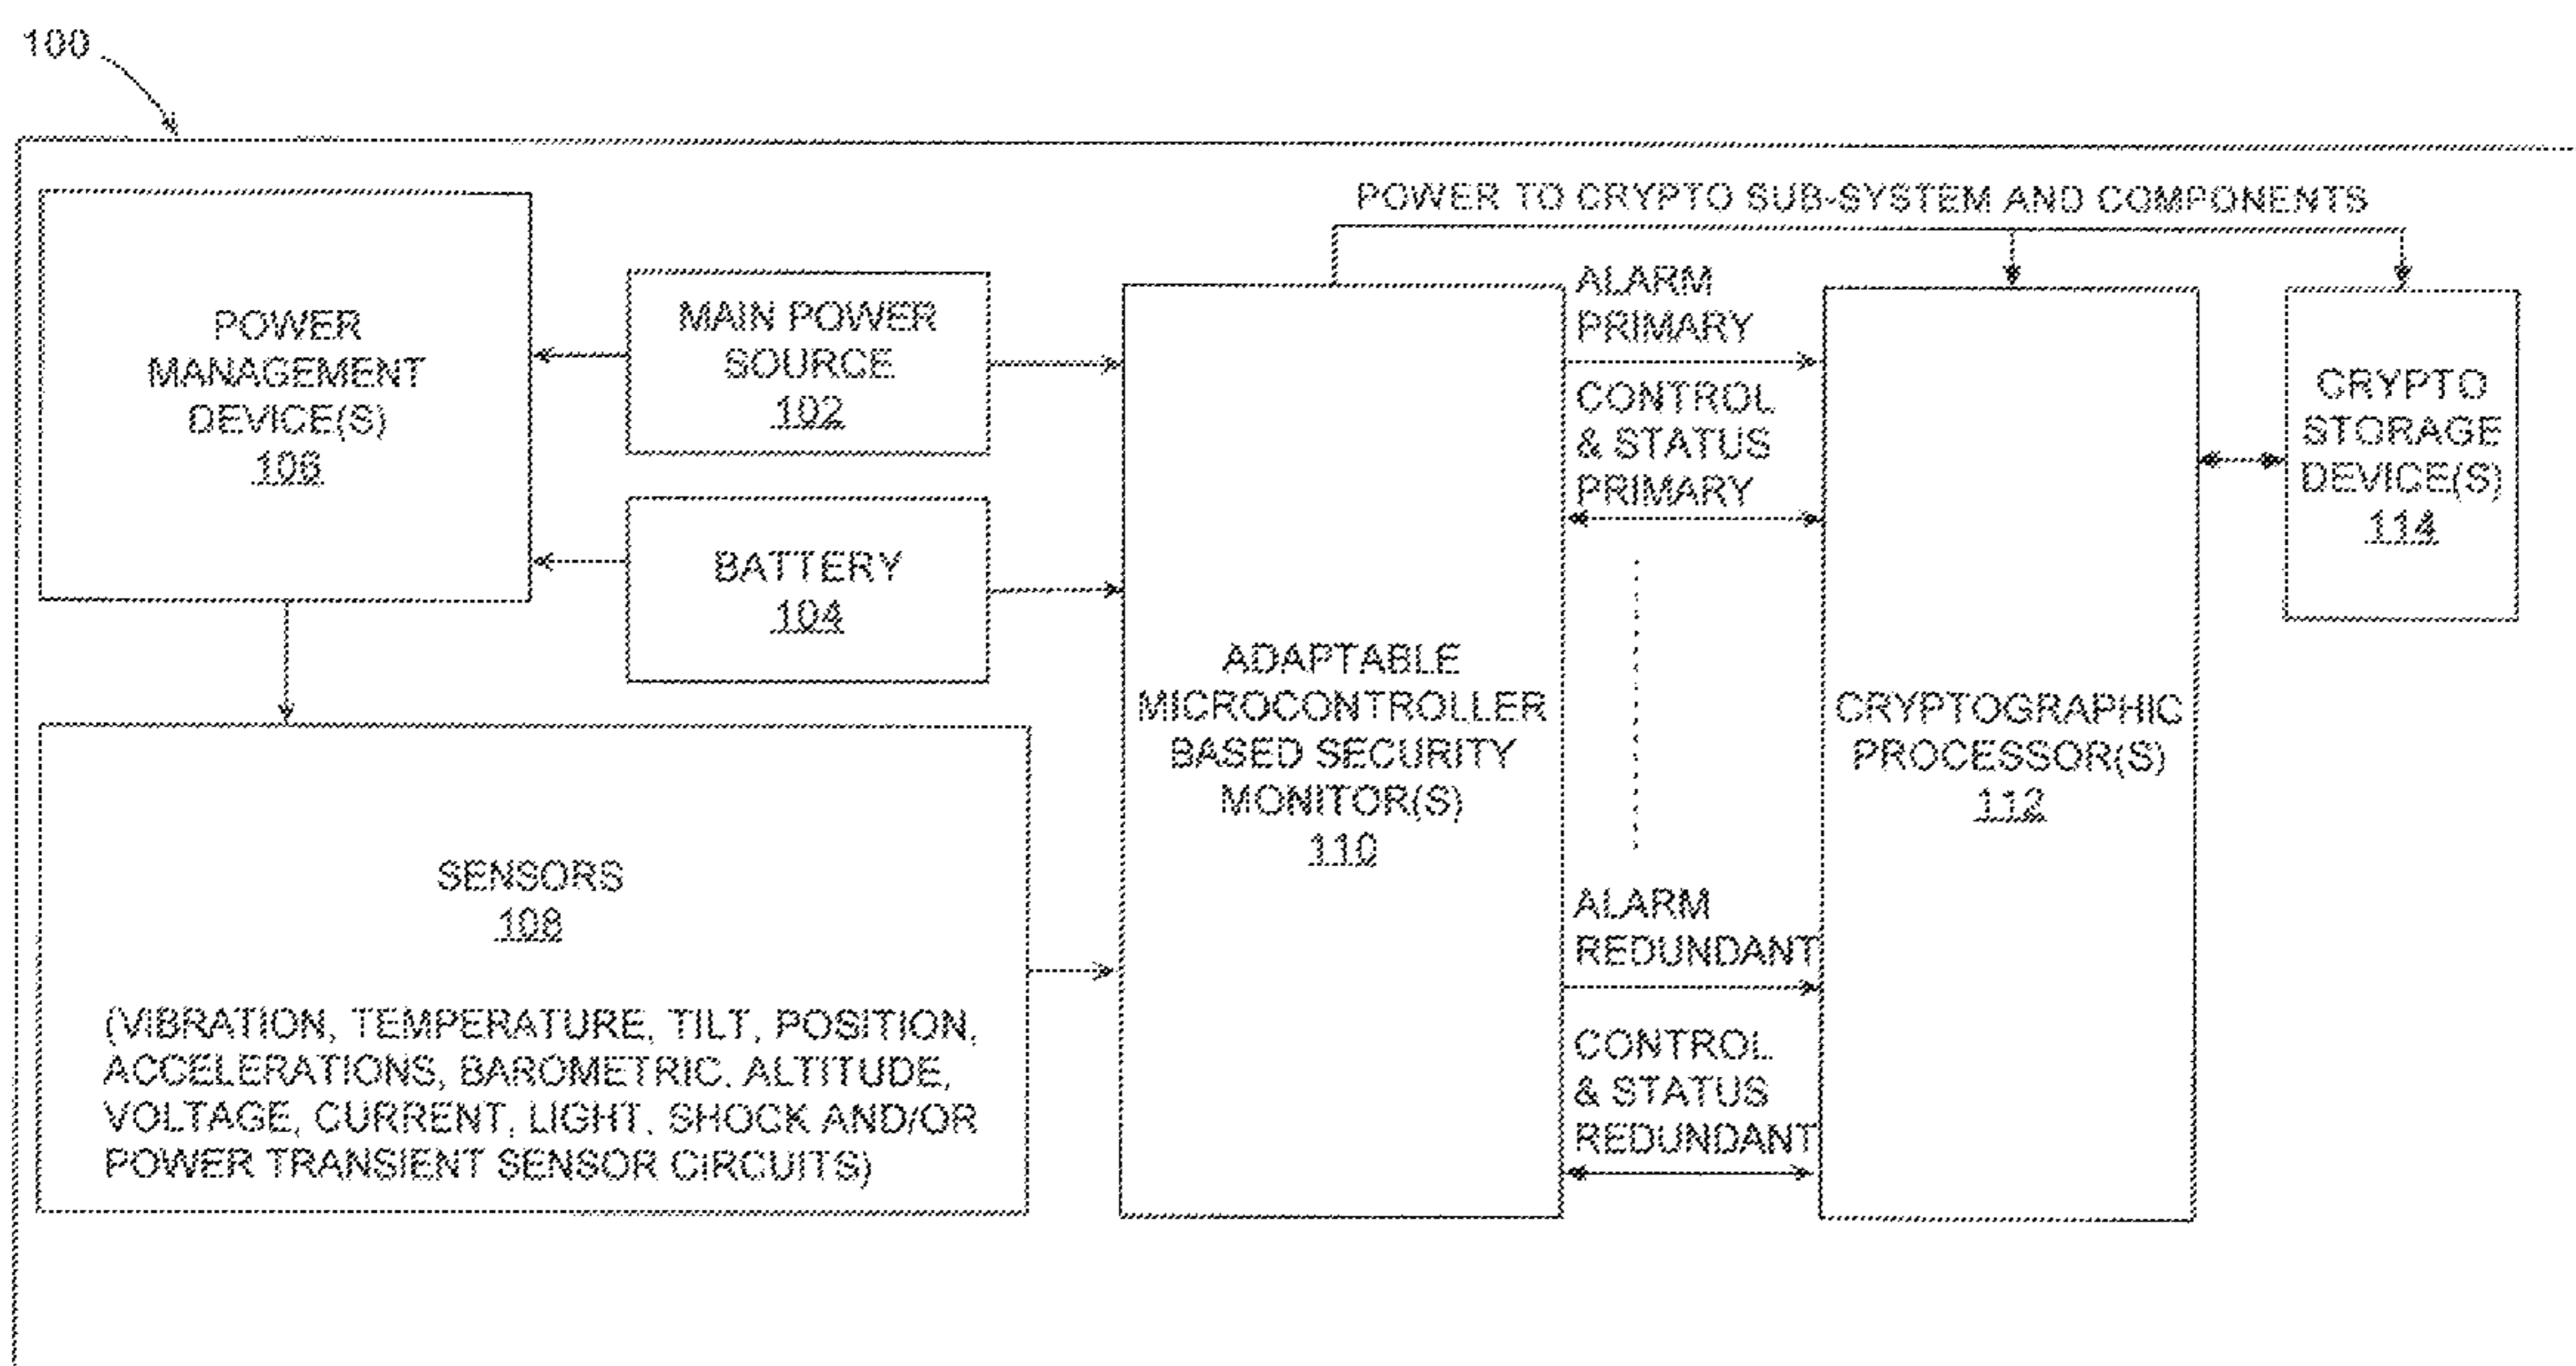 100
POWER TO CRYPTO SUB-SYSTEM AND COMPONENTS
POWER
MANAGEMENT
DEVICE(S)
106
MAIN POWER
SOURCE
102
BATTERY
104
SENSORS
108
(VIBRATION, TEMPERATURE, TILT, POSITION,
ACCELERATIONS, BAROMETRIC, ALTITUDE,
VOLTAGE, CURRENT, LIGHT, SHOCK AND/OR
POWER TRANSIENT SENSOR CIRCUITS)
ADAPTABLE
MICROCONTROLLER
BASED SECURITY
MONITOR(S)
110
ALARM
PRIMARY
CONTROL
& STATUS
PRIMARY
ALARM
REDUNDANT
CONTROL
& STATUS
REDUNDANT
CRYPTOGRAPHIC
PROCESSOR(S)
112
CRYPTO
STORAGE
DEVICE(S)
114